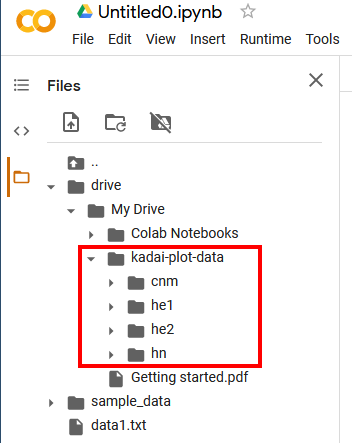 Untitled0.ipynb
File Edit View Insert Runtime Tools
Files
..
drive
My Drive
Colab Notebooks
kadai-plot-data
cnm
he1
he2
hn
Getting started.pdf
sample_data
data1.txt